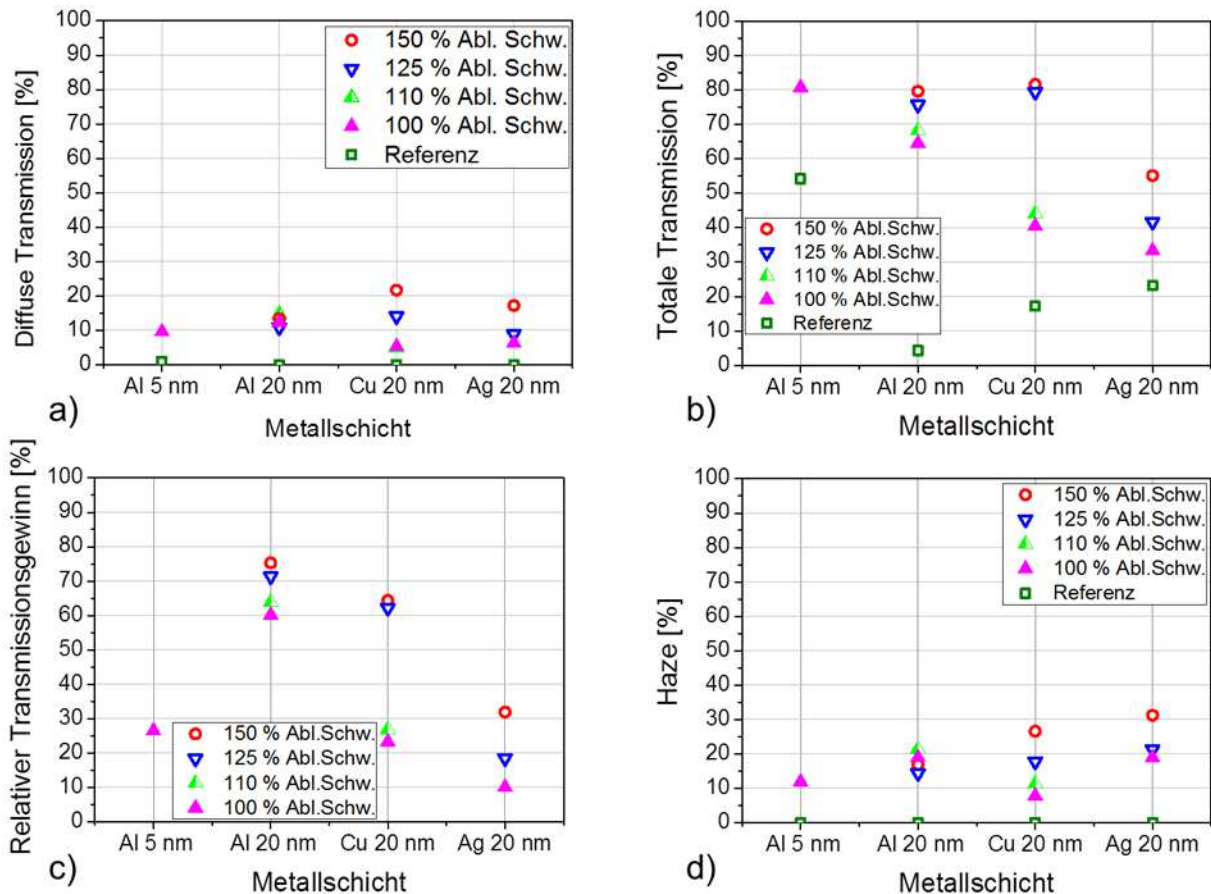 100
90
80
70
60
50
40
30
20
10
0
Diffuse Transmission [%]
150 % Abl. Schw.
125 % Abl. Schw.
110 % Abl. Schw.
100 % Abl. Schw.
Referenz
Al 5 nm Al 20 nm Cu 20 nm Ag 20 nm
a)
Metallschicht
100
90
80
70
60
50
40
30
20
10
0
Totale Transmission [%]
150 % Abl.Schw.
125 % Abl.Schw.
110 % Abl.Schw.
100 % Abl.Schw.
Referenz
Al 5 nm Al 20 nm Cu 20 nm Ag 20 nm
b)
Metallschicht
100
90
80
70
60
50
40
30
20
10
0
Relativer Transmissionsgewinn [%]
150 % Abl.Schw.
125 % Abl.Schw.
110 % Abl.Schw.
100 % Abl.Schw.
Al 5 nm Al 20 nm Cu 20 nm Ag 20 nm
c)
Metallschicht
100
90
80
70
60
50
40
30
20
10
0
Haze [%]
150 % Abl.Schw.
125 % Abl.Schw.
110 % Abl.Schw.
100 % Abl.Schw.
Referenz
Al 5 nm Al 20 nm Cu 20 nm Ag 20 nm
d)
Metallschicht